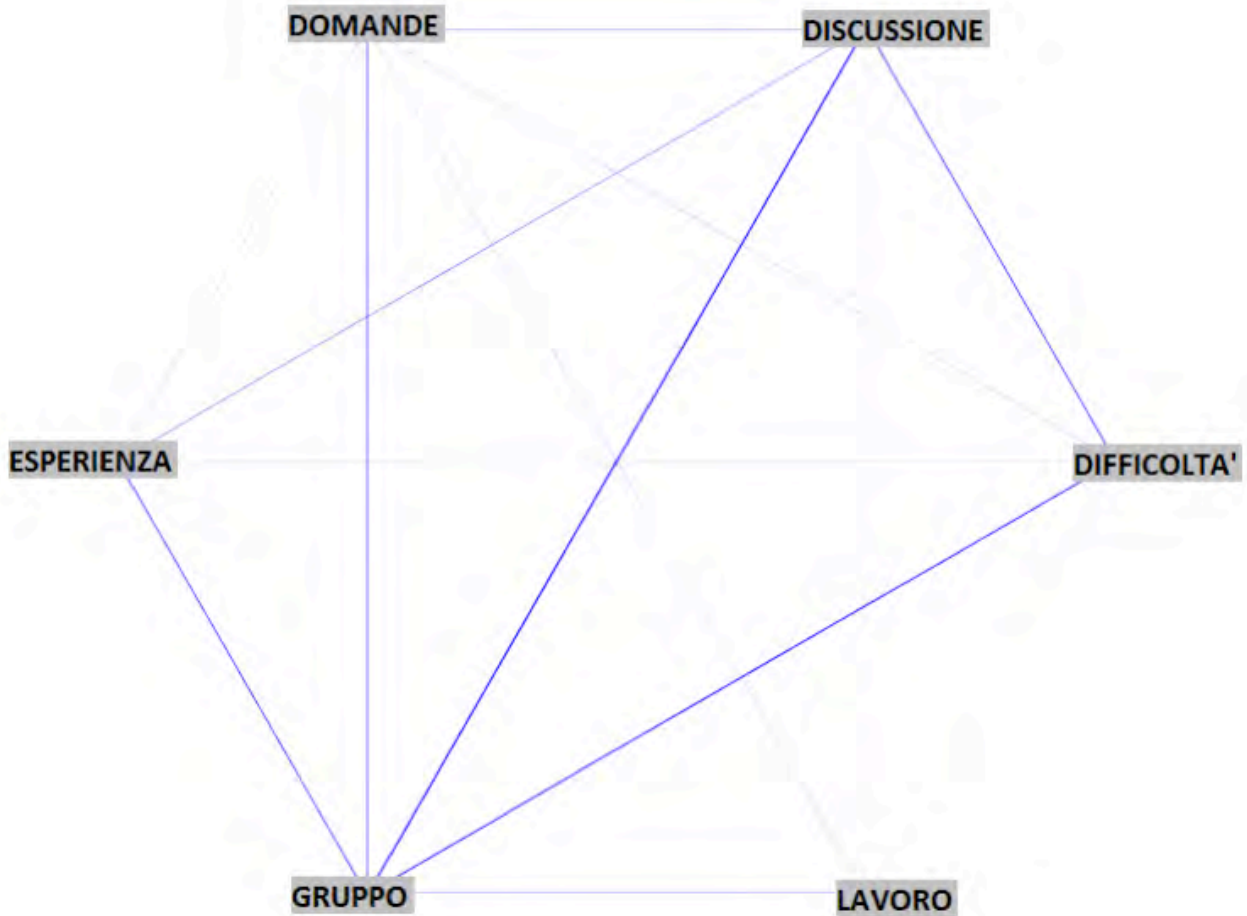 DOMANDE
DISCUSSIONE
ESPERIENZA
DIFFICOLTA'
GRUPPO
LAVORO